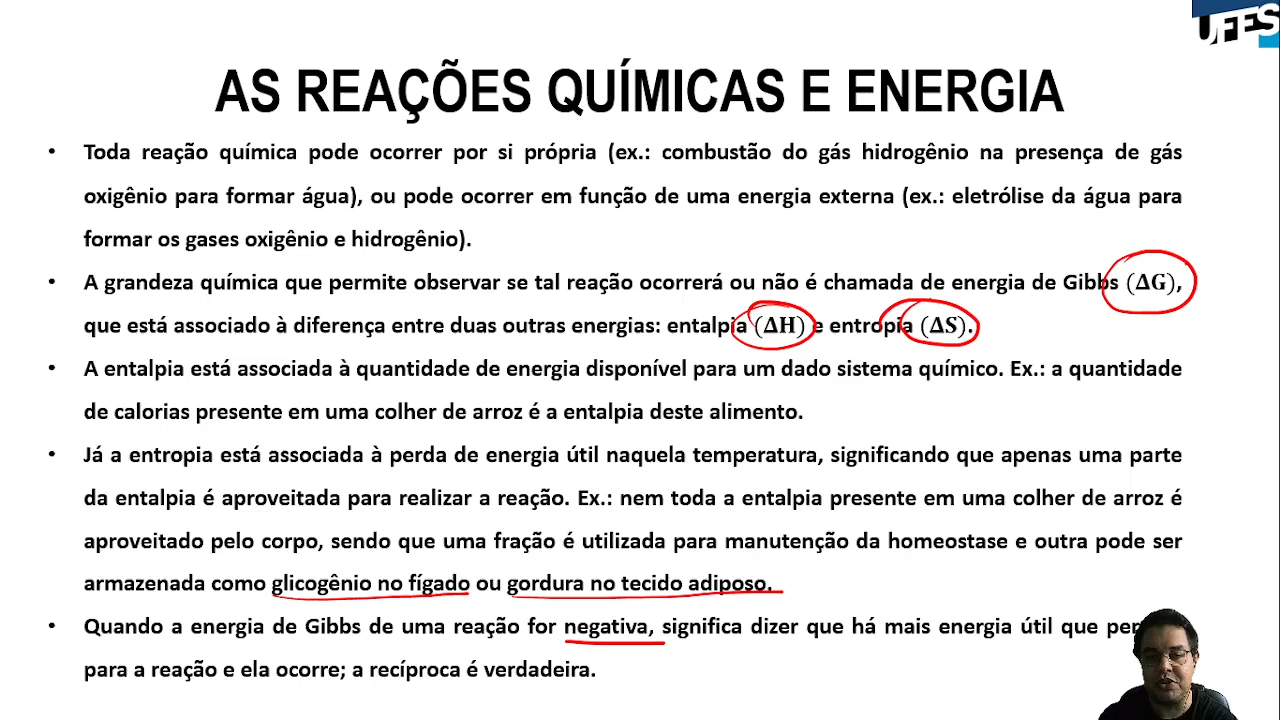 UFES
AS REAÇÕES QUÍMICAS E ENERGIA
• Toda reação química pode ocorrer por si própria (ex.: combustão do gás hidrogênio na presença de gás
oxigênio para formar água), ou pode ocorrer em função de uma energia externa (ex.: eletrólise da água para
formar os gases oxigênio e hidrogênio).
• A grandeza química que permite observar se tal reação ocorrerá ou não é chamada de energia de Gibbs (ΔG),
que está associado à diferença entre duas outras energias: entalpia (ΔH) e entropia (ΔS).
• A entalpia está associada à quantidade de energia disponível para um dado sistema químico. Ex.: a quantidade
de calorias presente em uma colher de arroz é a entalpia deste alimento.
• Já a entropia está associada à perda de energia útil naquela temperatura, significando que apenas uma parte
da entalpia é aproveitada para realizar a reação. Ex.: nem toda a entalpia presente em uma colher de arroz é
aproveitado pelo corpo, sendo que uma fração é utilizada para manutenção da homeostase e outra pode ser
armazenada como glicogênio no fígado ou gordura no tecido adiposo.
• Quando a energia de Gibbs de uma reação for negativa, significa dizer que há mais energia útil que
para a reação e ela ocorre; a recíproca é verdadeira.